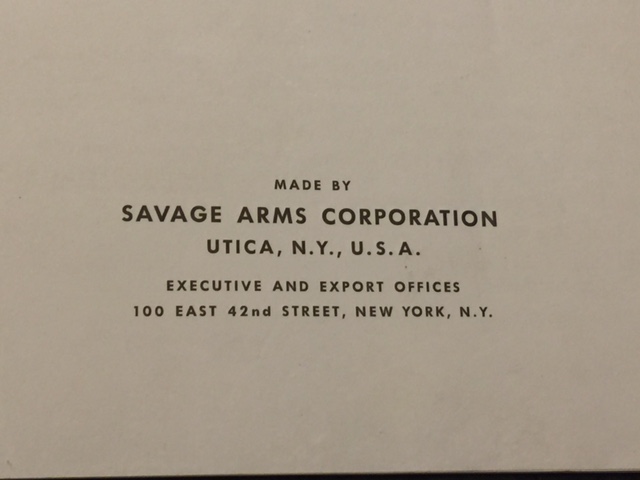 MADE BY
SAVAGE ARMS CORPORATION
UTICA, N.Y., U.S.A.
EXECUTIVE AND EXPORT OFFICES
100 EAST 42nd STREET, NEW YORK, N.Y.